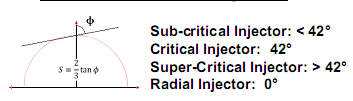 ϕ
S = 2/3 tan ϕ
Sub-critical Injector: < 42°
Critical Injector: 42°
Super-Critical Injector: > 42°
Radial Injector: 0°